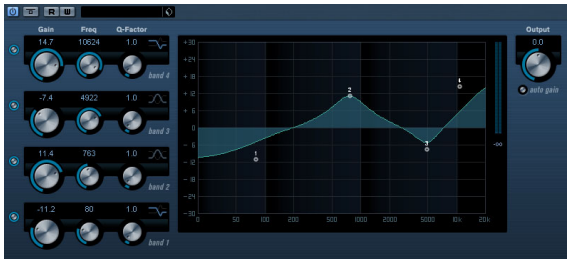 R W
Gain Freq Q-Factor
14.7 10624 1.0
band 4
-7.4 4922 1.0
band 3
11.4 763 1.0
band 2
-11.2 80 1.0
band 1
+30
+24
+18
+12
+6
0
-6
-12
-18
-24
-30
0 50 100 200 500 1000 2000 5000 10k 20k
1
2
3
4
-∞
Output
0.0
auto gain